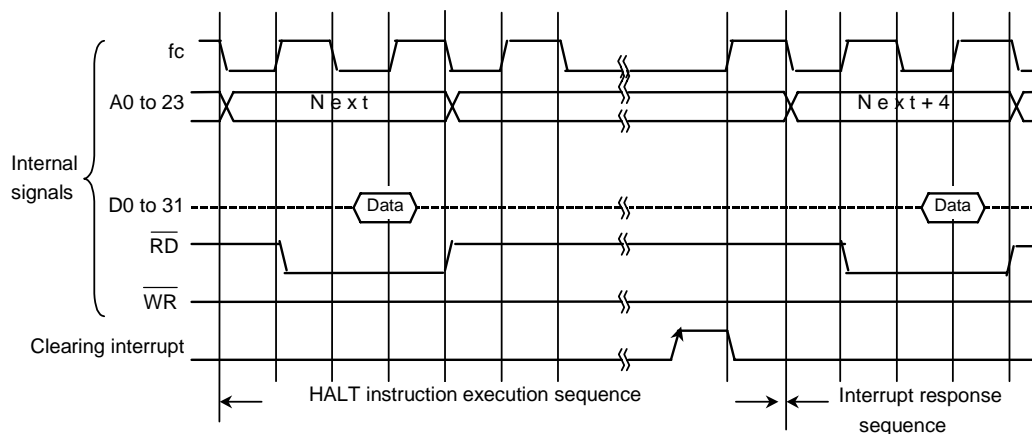 fc
A0 to 23
N e x t
N e x t + 4
Internal
signals
D0 to 31
Data
Data
RD
WR
Clearing interrupt
HALT instruction execution sequence
Interrupt response
sequence